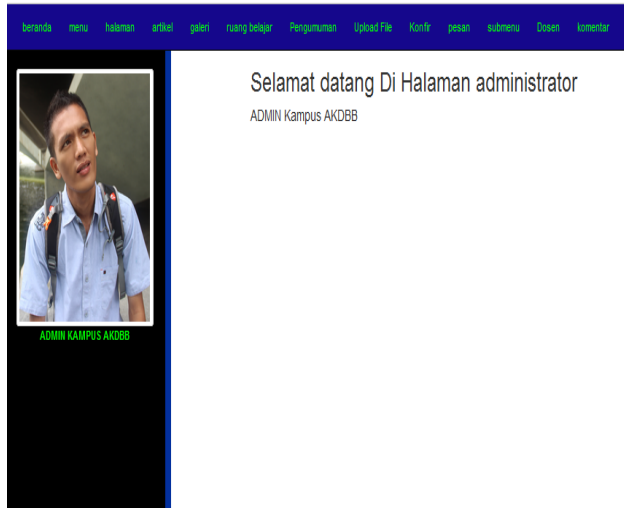 beranda menu halaman artikel galeri ruang belajar Pengumuman Upload File Konfir pesan submenu Dosen komentar
Selamat datang Di Halaman administrator
ADMIN Kampus AKDBB
ADMIN KAMPUS AKDBB